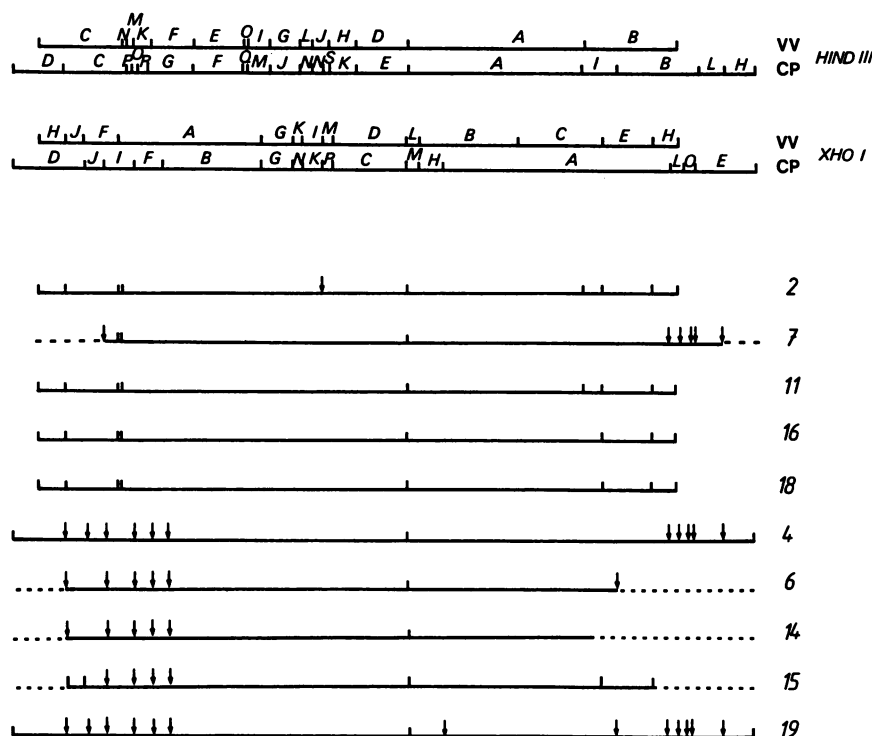 M
C N K F E O I G L J H D A B VV
D C P O R G F O M J N N S K E A I B L H CP HIND III
H J F A G K I M D L B C E H VV
D J I F B G N K R C M H A L O E CP XHO I
2
7
11
16
18
4
6
14
15
19